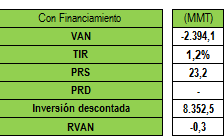 Con Financiamiento (MMT)
VAN -2.394,1
TIR 1,2%
PRS 23,2
PRD -
Inversión descontada 8.352,5
RVAN -0,3